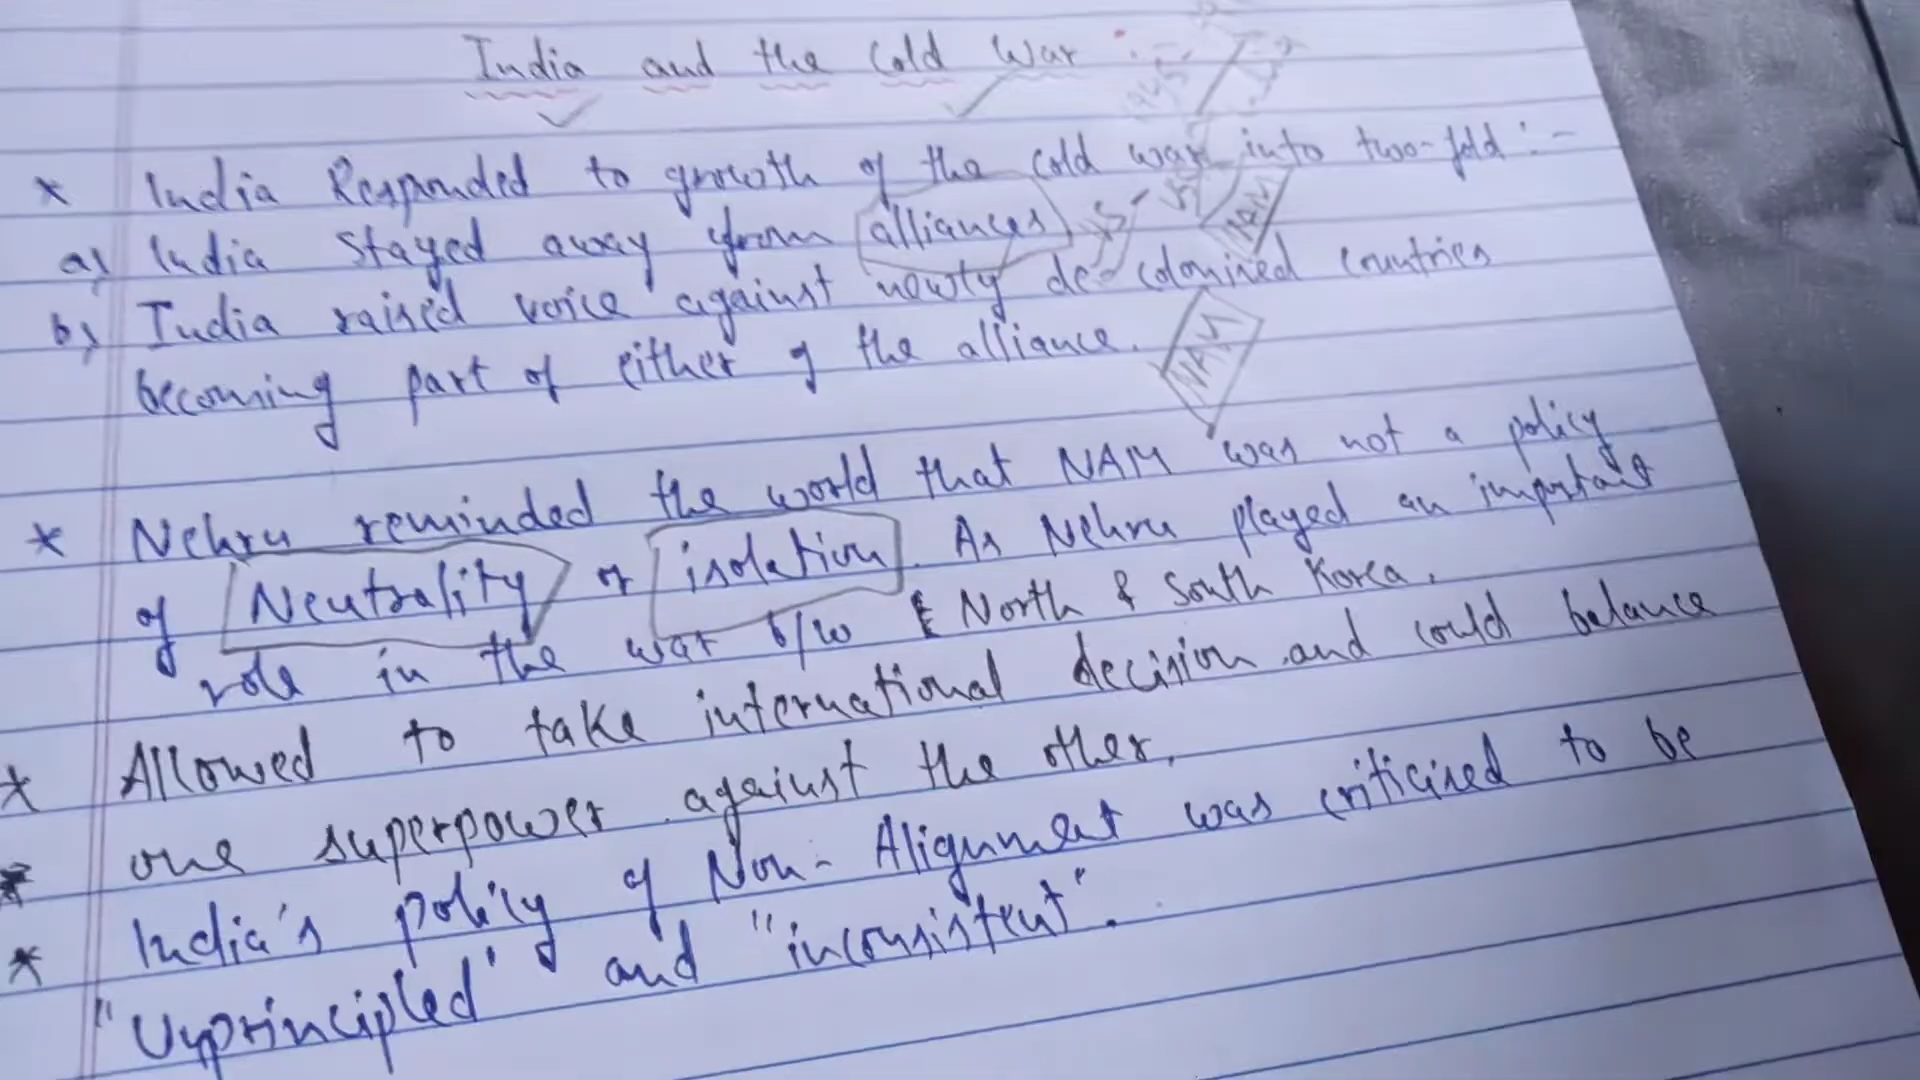 India and the Cold War :-
* India Responded to growth of the cold war into two-fold :-
a) India stayed away from alliances US
b) India raised voice against newly de-colonised countries
becoming part of either of the alliance.
NAM
NAM
* Nehru reminded the world that NAM was not a policy
of Neutrality or isolation. As Nehru played an important
role in the war b/w North & South Korea.
* Allowed to take international decision and could balance
one superpower against the other.
* India's policy of Non-Alignment was criticised to be
"Unprincipled" and "inconsistent".